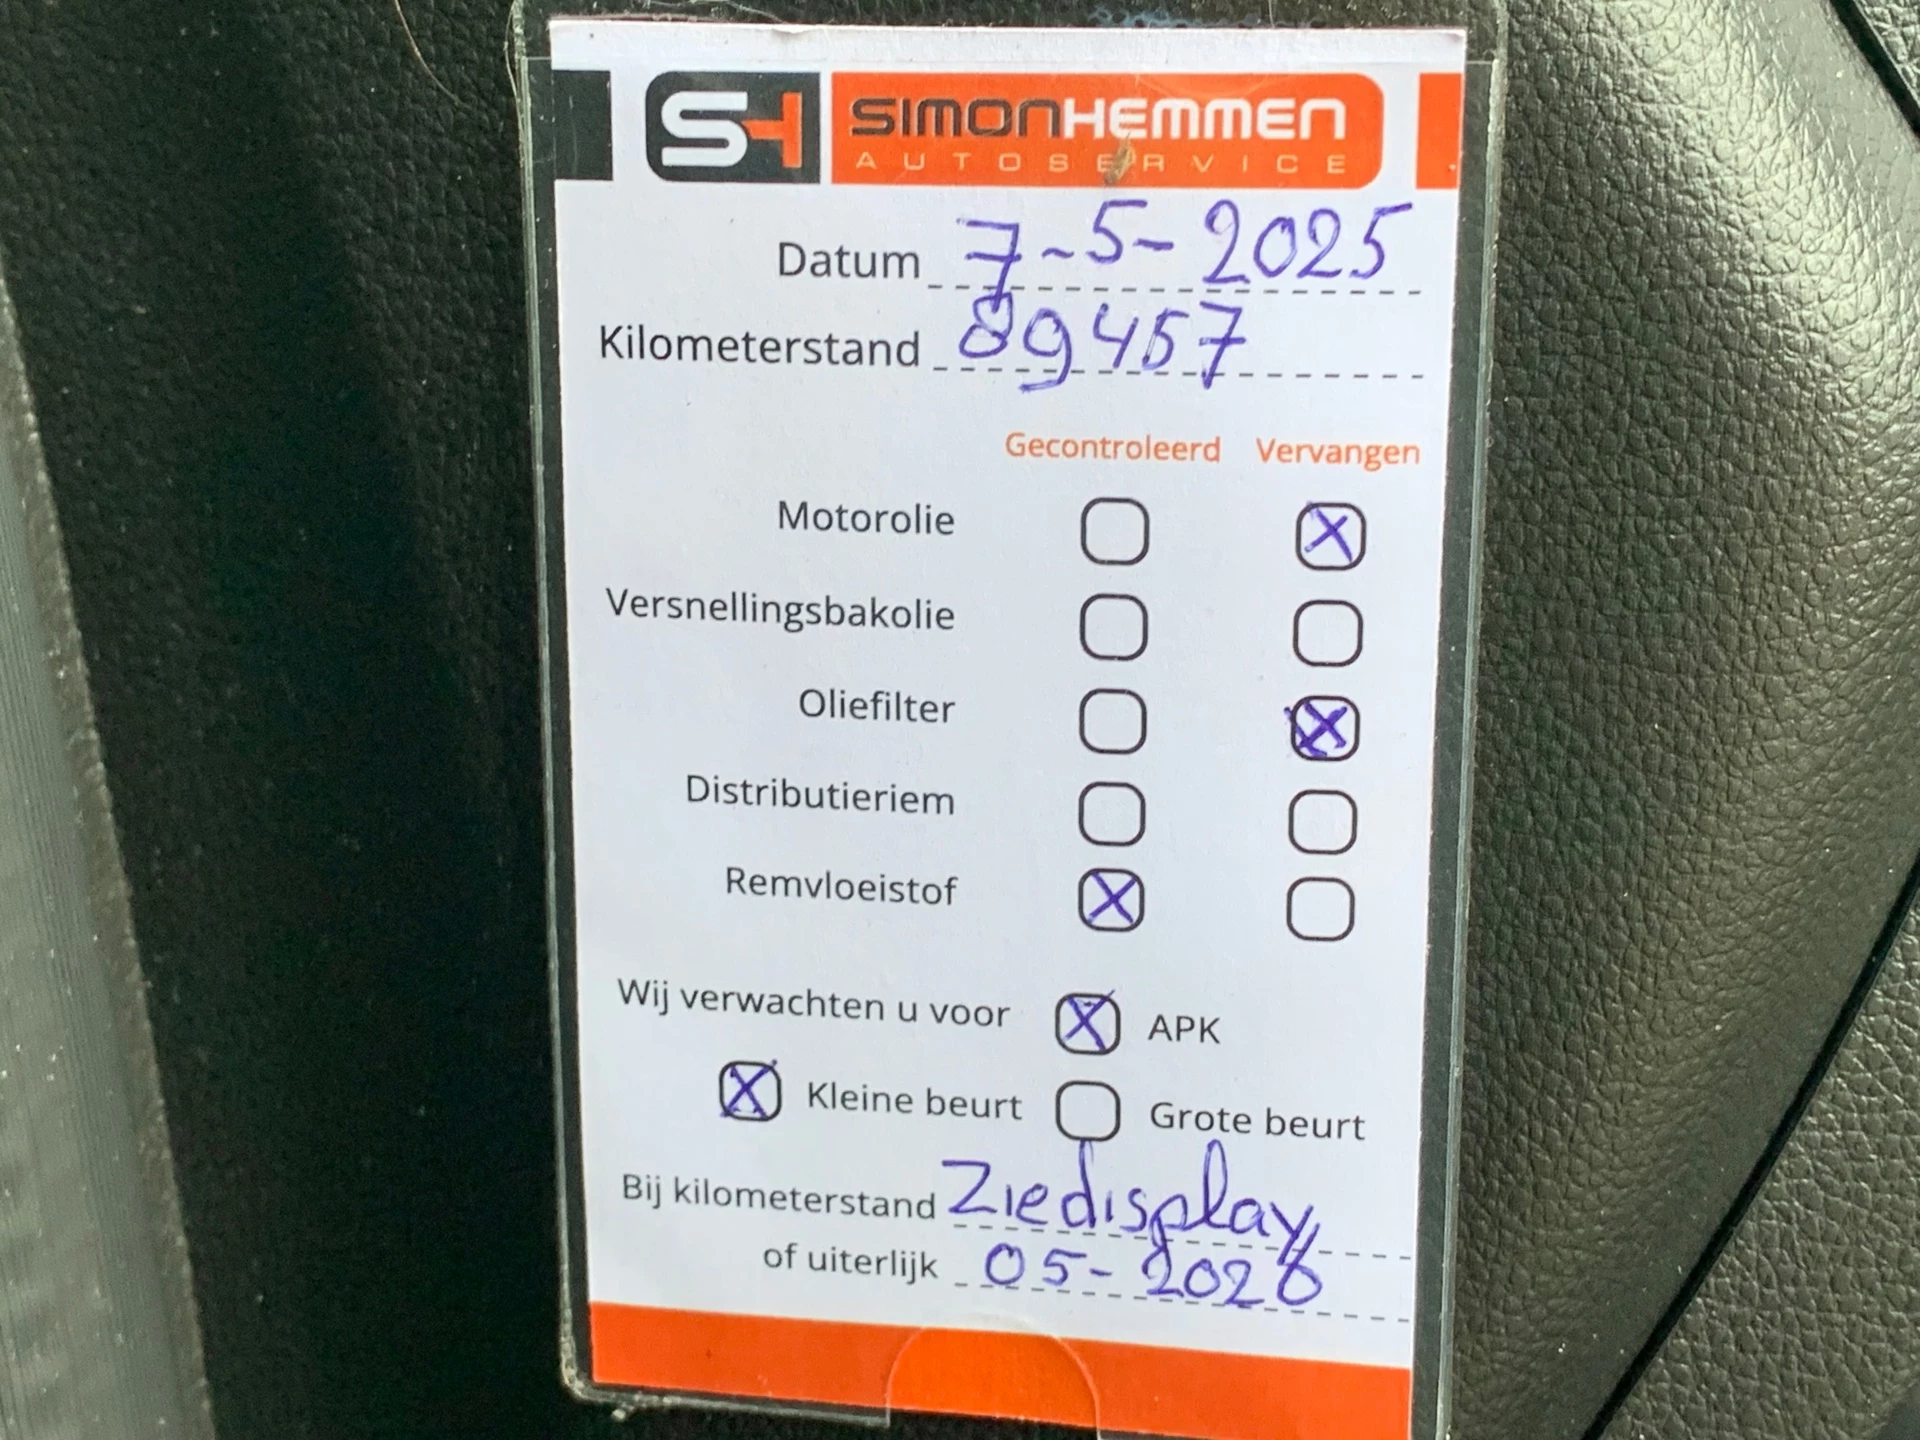 SH SIMONHEMMEN
AUTOSERVICE
Datum 7-5-2025
Kilometerstand 89457
Gecontroleerd Vervangen
Motorolie
Versnellingsbakolie
Oliefilter
Distributieriem
Remvloeistof
Wij verwachten u voor APK
Kleine beurt Grote beurt
Bij kilometerstand Zie display
of uiterlijk 05-2026